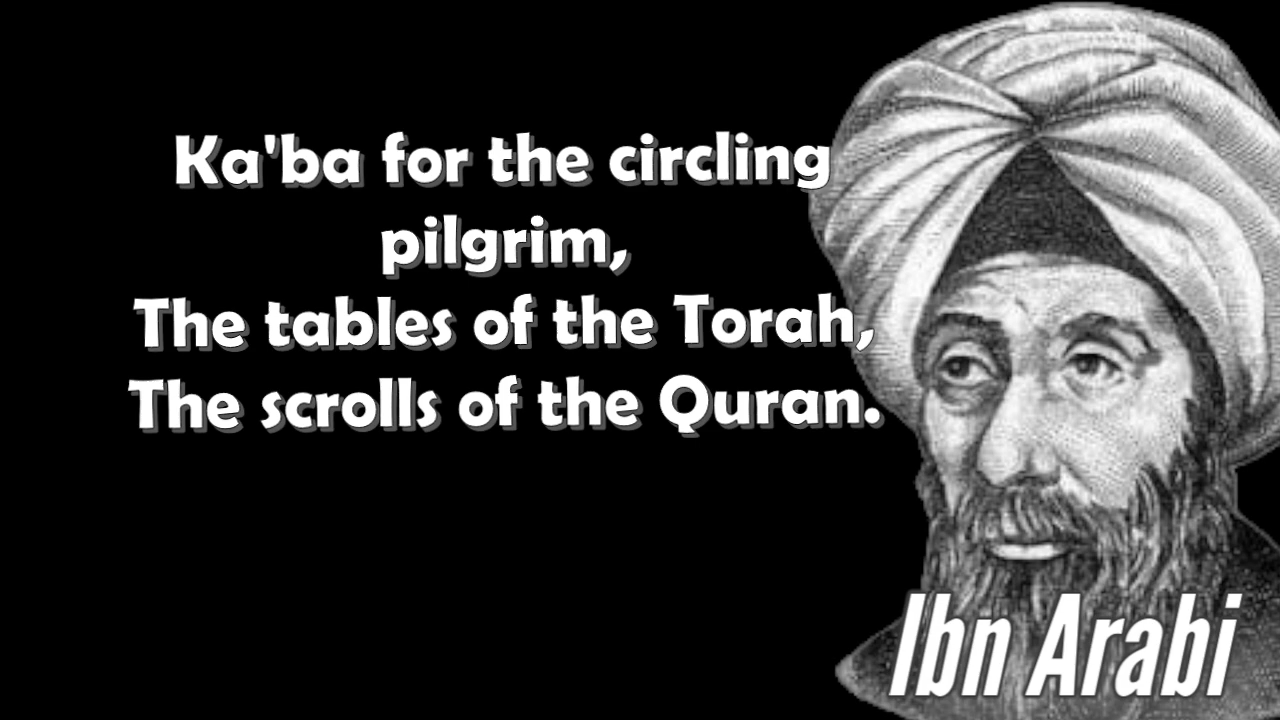 Ka'ba for the circling
pilgrim,
The tables of the Torah,
The scrolls of the Quran.
Ibn Arabi